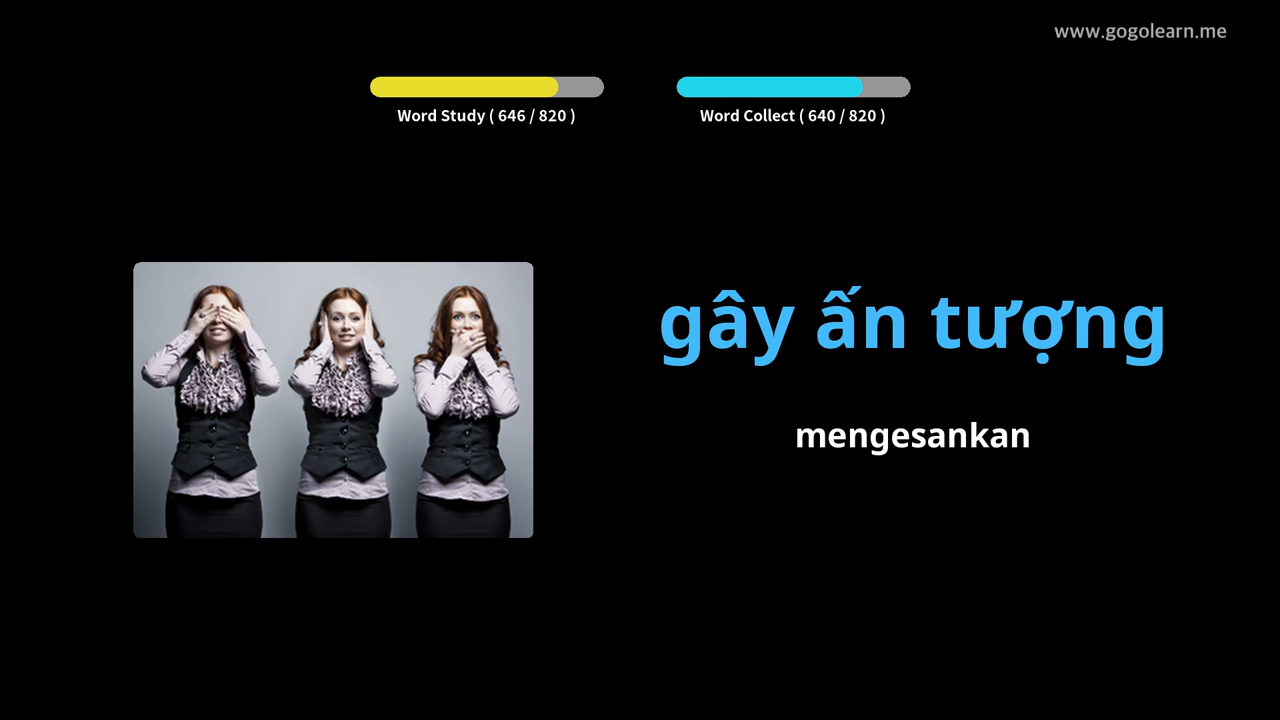 www.gogolearn.me
Word Study ( 646 / 820 )
Word Collect ( 640 / 820 )
gây ấn tượng
mengesankan